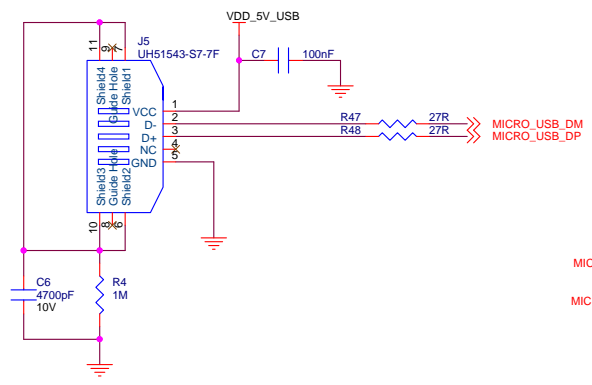 VDD_5V_USB
J5
UH51543-S7-7F
C7
100nF
11
9
7
Shield4
Guide Hole
Shield1
VCC
1
D-
2
R47
27R
MICRO_USB_DM
D+
3
R48
27R
MICRO_USB_DP
NC
4
GND
5
Shield3
Guide Hole
Shield2
10
8
6
MIC
MIC
C6
4700pF
10V
R4
1M